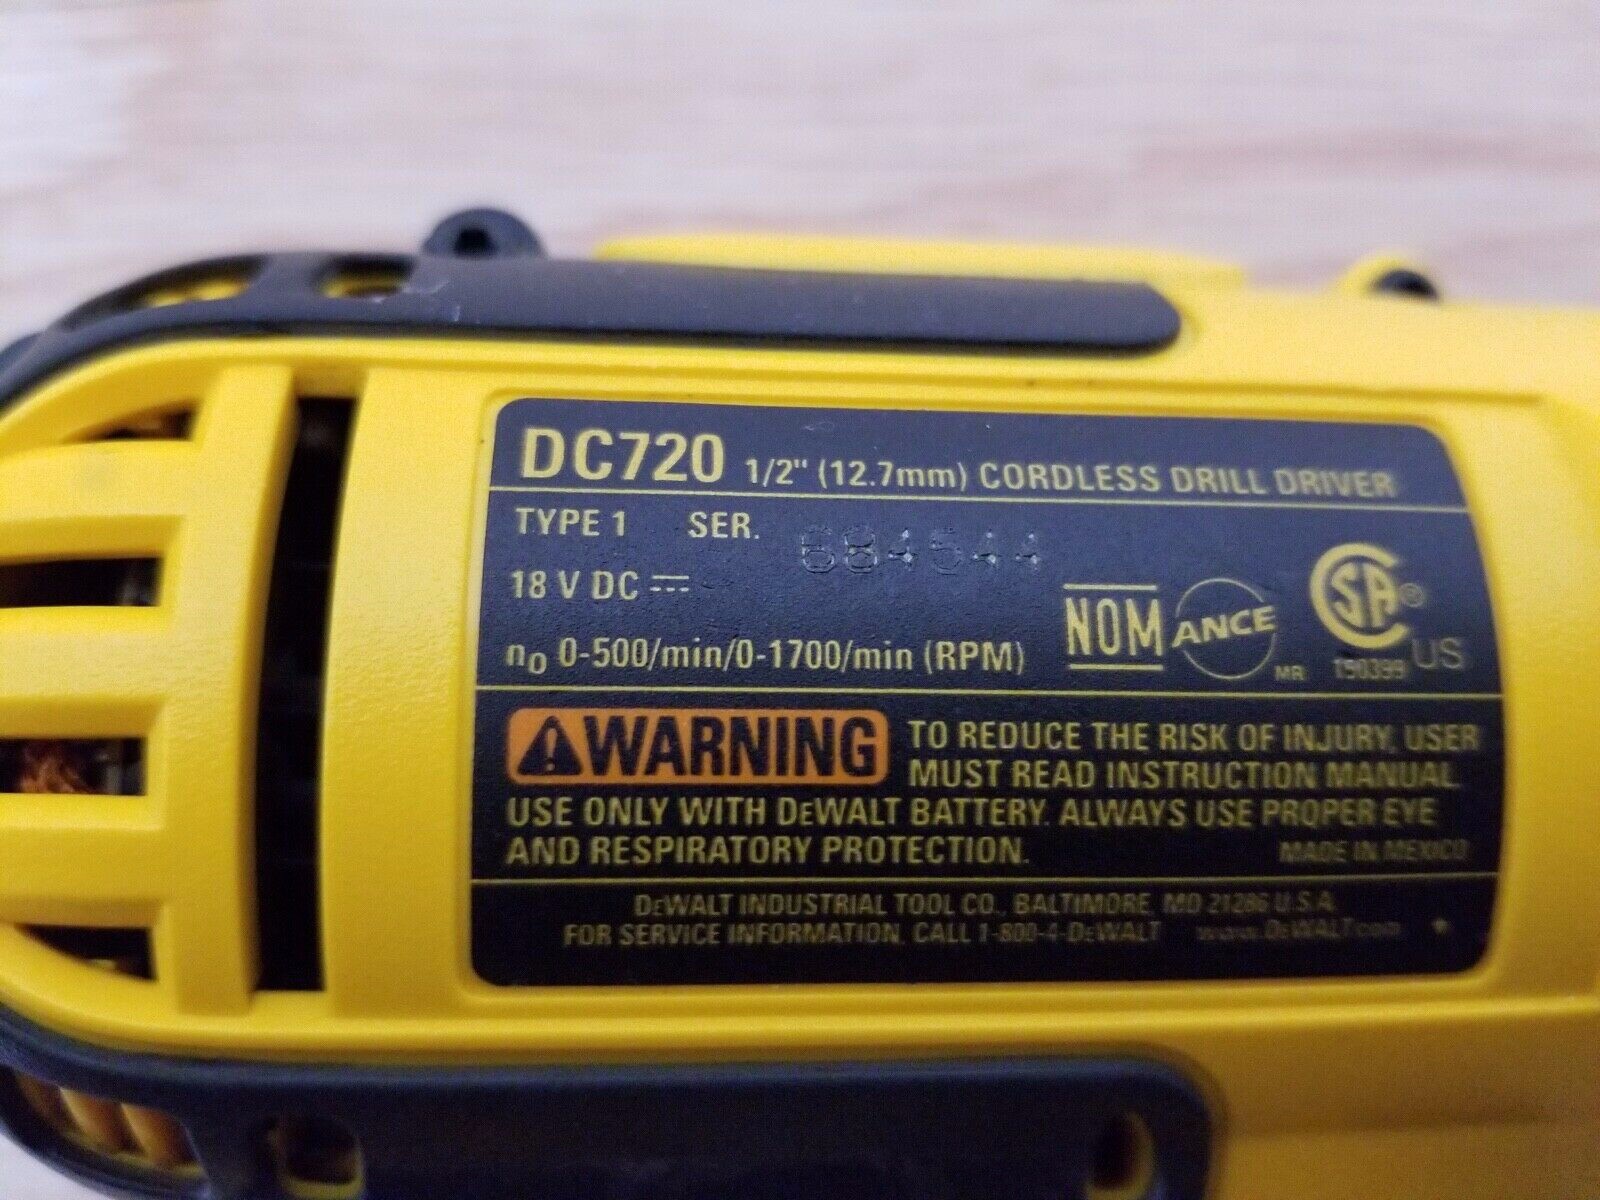 DC720 1/2" (12.7mm) CORDLESS DRILL DRIVER
TYPE 1 SER. 684544
18 V DC ⎓
n₀ 0-500/min/0-1700/min (RPM)
NOM ANCE MR
CSA ® US
190399
⚠WARNING TO REDUCE THE RISK OF INJURY, USER
MUST READ INSTRUCTION MANUAL.
USE ONLY WITH DeWALT BATTERY. ALWAYS USE PROPER EYE
AND RESPIRATORY PROTECTION. MADE IN MEXICO
DeWALT INDUSTRIAL TOOL CO., BALTIMORE, MD 21286 U.S.A.
FOR SERVICE INFORMATION, CALL 1-800-4-DeWALT www.DeWALT.com